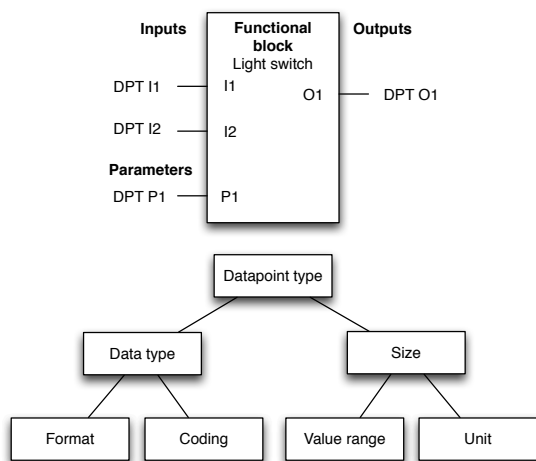 Inputs
Functional
block
Light switch
Outputs
DPT I1
I1
O1
DPT O1
DPT I2
I2
Parameters
DPT P1
P1
Datapoint type
Data type
Size
Format
Coding
Value range
Unit